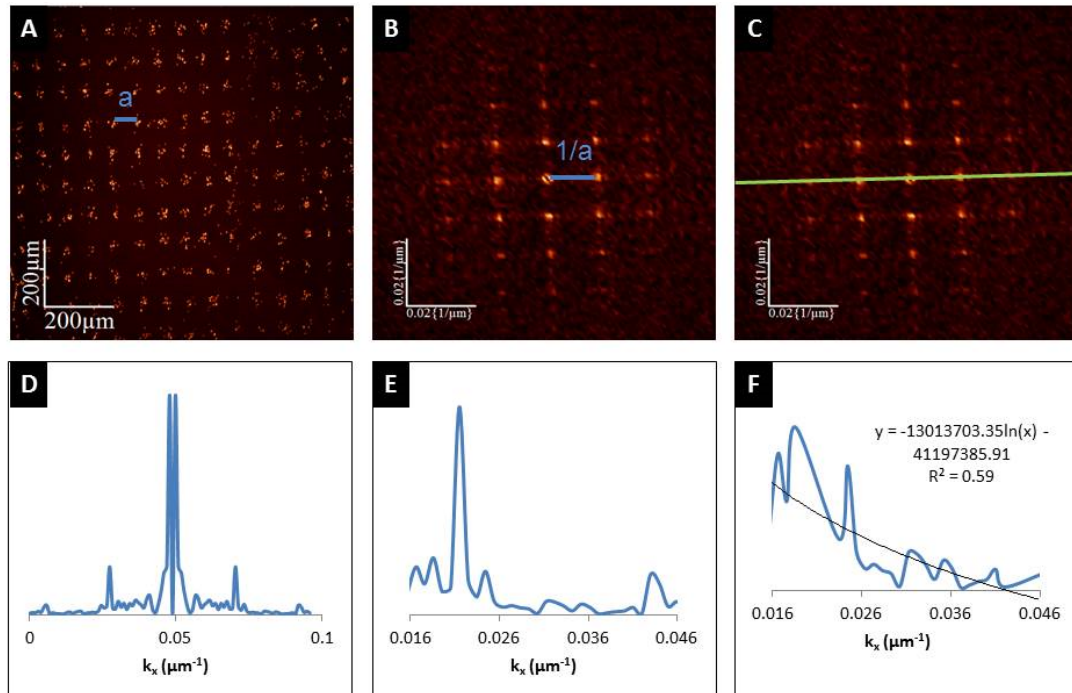 A
a
200µm
200µm
B
1/a
0.02{1/µm}
0.02{1/µm}
C
0.02{1/µm}
0.02{1/µm}
D
0
0.05
0.1
kₓ (µm⁻¹)
E
0.016
0.026
0.036
0.046
kₓ (µm⁻¹)
F
y = -13013703.35ln(x) -
41197385.91
R² = 0.59
0.016
0.026
0.036
0.046
kₓ (µm⁻¹)